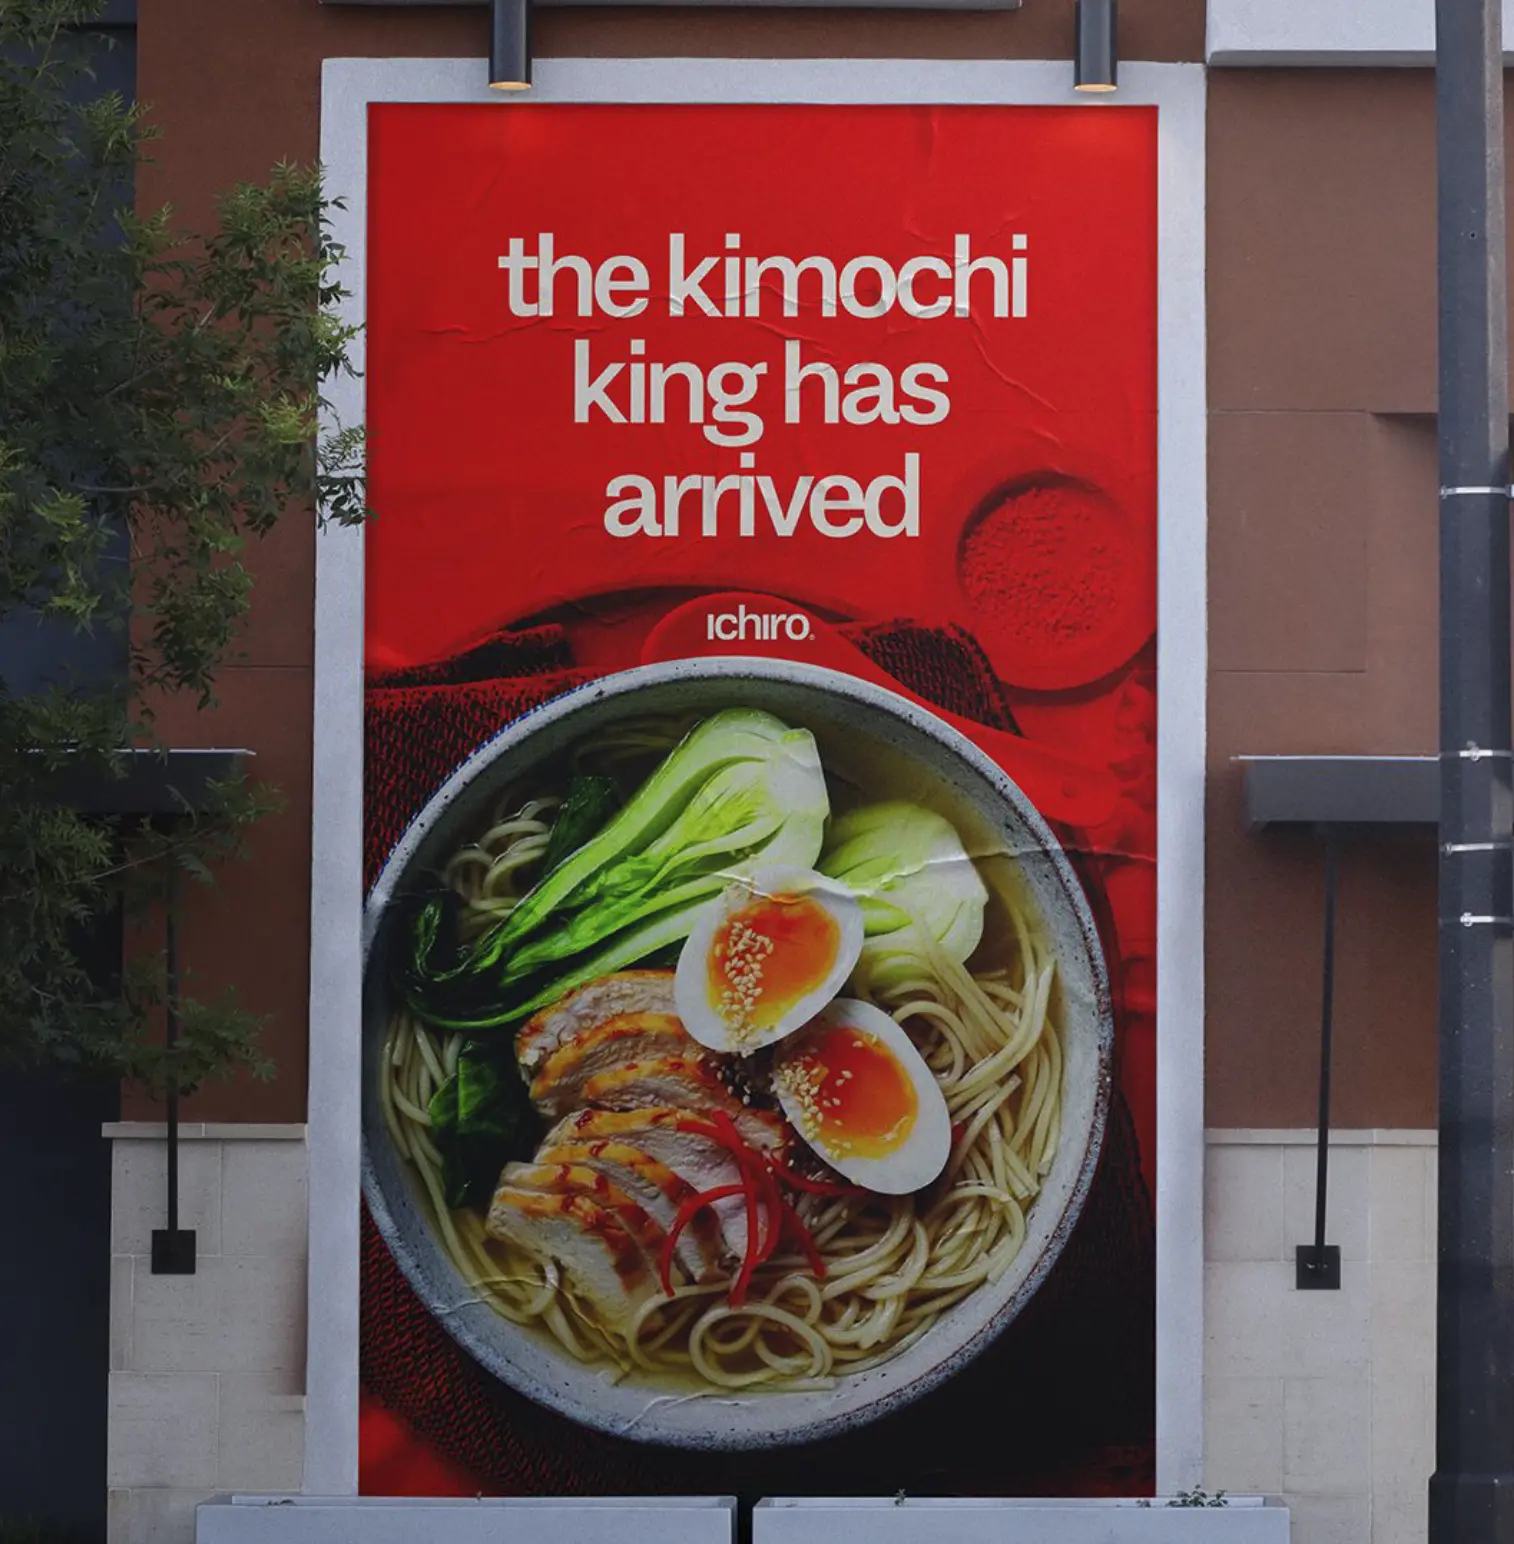 the kimochi
king has
arrived
ichiro®